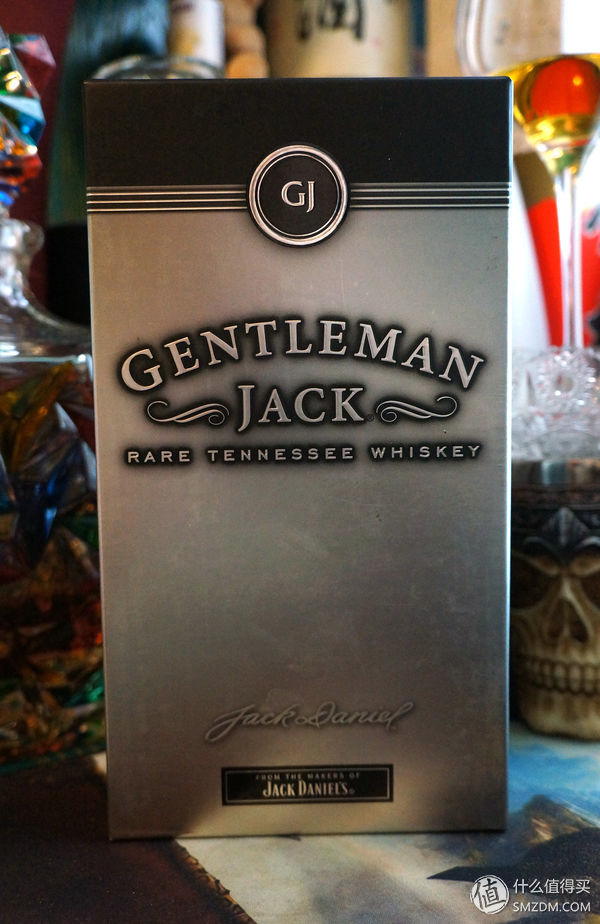 GJ
GENTLEMAN
JACK
RARE TENNESSEE WHISKEY
Jack Daniel
FROM THE MAKERS OF
JACK DANIEL'S
值 什么值得买
SMZDM.COM